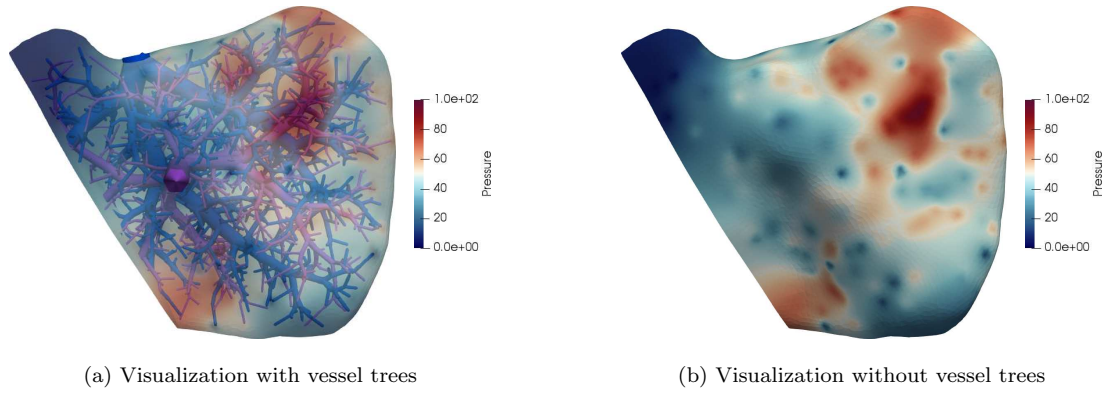 1.0e+02
80
60
40
20
0.0e+00
Pressure
1.0e+02
80
60
40
20
0.0e+00
Pressure
(a) Visualization with vessel trees
(b) Visualization without vessel trees